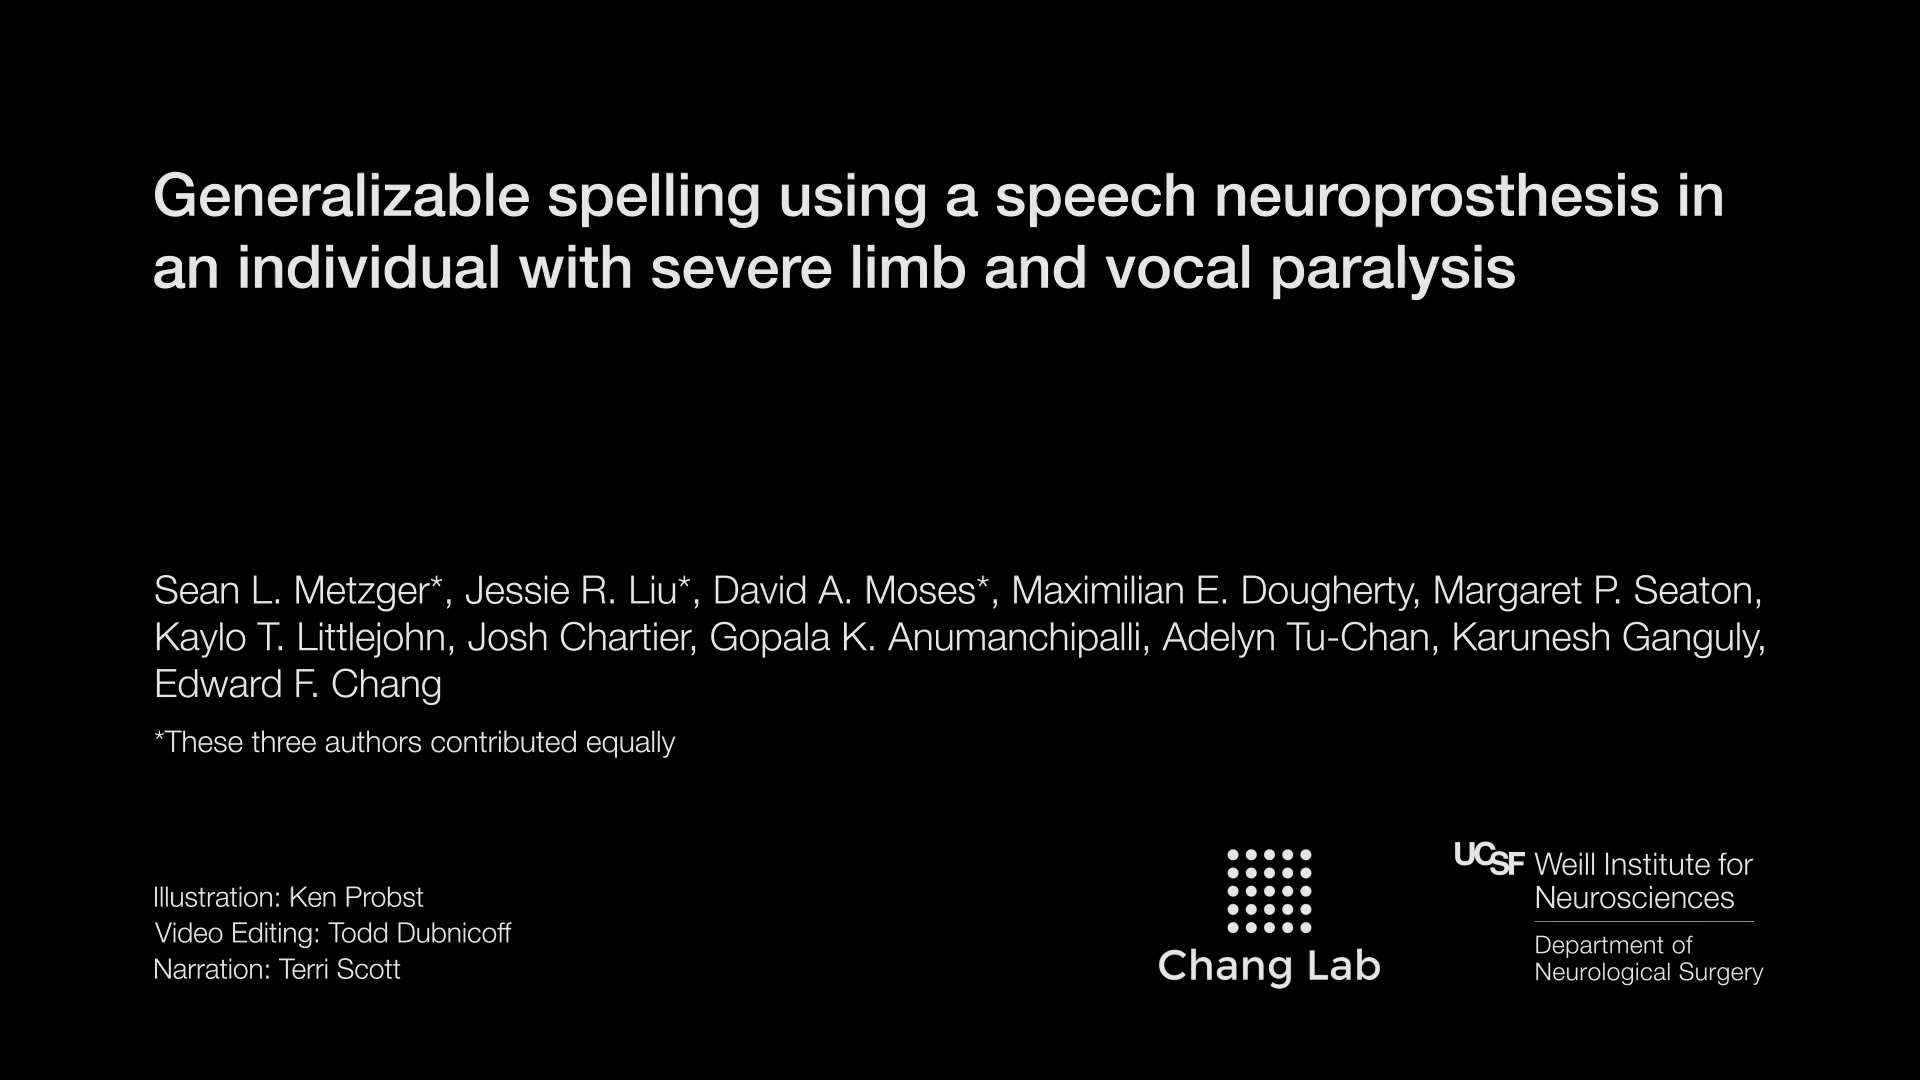 Generalizable spelling using a speech neuroprosthesis in
an individual with severe limb and vocal paralysis
Sean L. Metzger*, Jessie R. Liu*, David A. Moses*, Maximilian E. Dougherty, Margaret P. Seaton,
Kaylo T. Littlejohn, Josh Chartier, Gopala K. Anumanchipalli, Adelyn Tu-Chan, Karunesh Ganguly,
Edward F. Chang
*These three authors contributed equally
Illustration: Ken Probst
Video Editing: Todd Dubnicoff
Narration: Terri Scott
Chang Lab
UCSF Weill Institute for
Neurosciences
Department of
Neurological Surgery